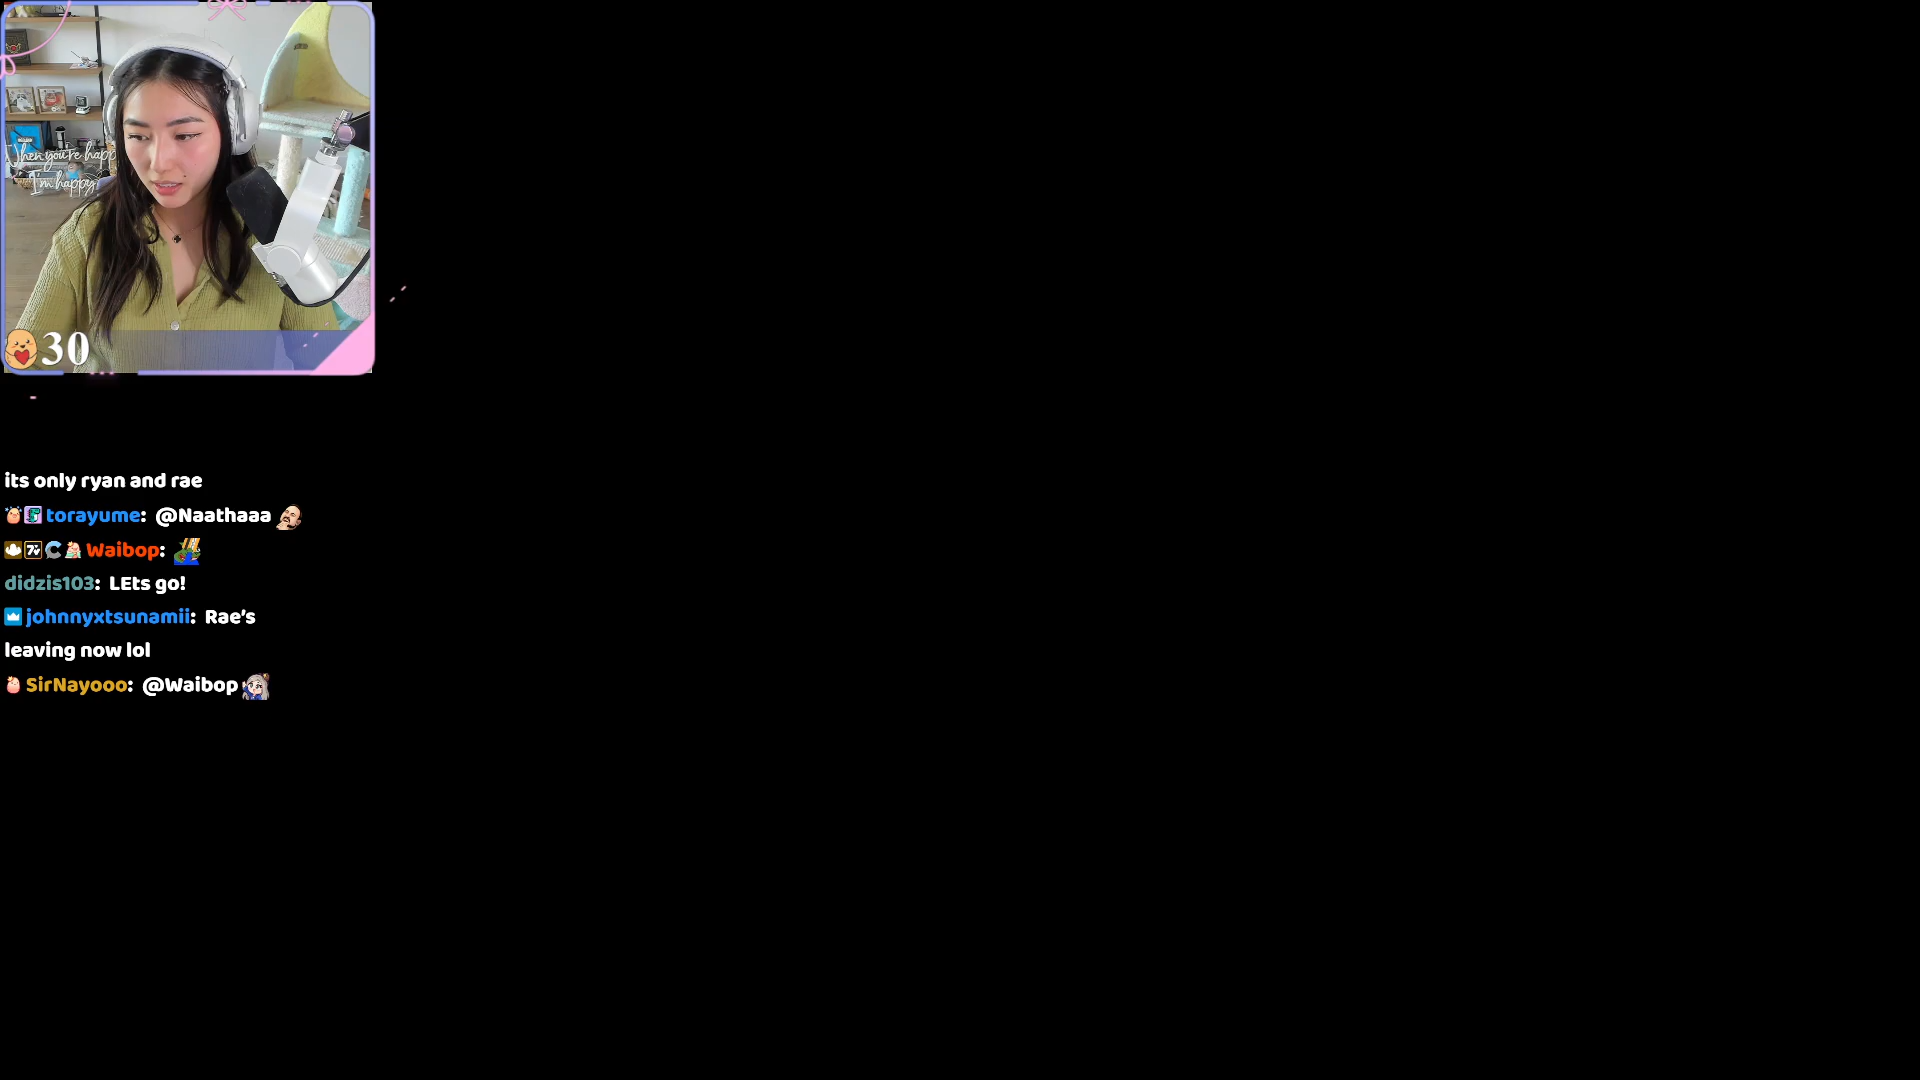 When you're happy
I'm happy
30
its only ryan and rae
torayume: @Naathaaa
Waibop:
didzis103: LEts go!
johnnyxtsunamii: Rae's
leaving now lol
SirNayooo: @Waibop